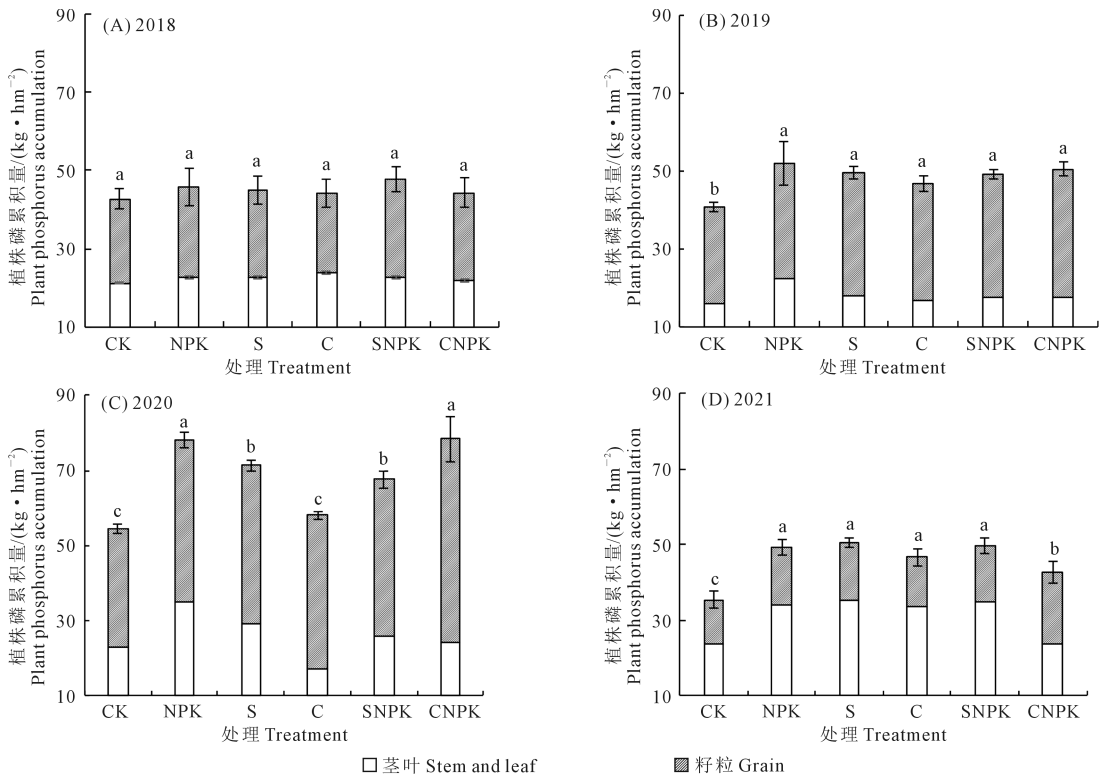 (A) 2018
植株磷累积量/(kg·hm⁻²)
Plant phosphorus accumulation
90
70
50
30
10
a a a a a a
CK NPK S C SNPK CNPK
处理 Treatment
(B) 2019
植株磷累积量/(kg·hm⁻²)
Plant phosphorus accumulation
90
70
50
30
10
b a a a a a
CK NPK S C SNPK CNPK
处理 Treatment
(C) 2020
植株磷累积量/(kg·hm⁻²)
Plant phosphorus accumulation
90
70
50
30
10
c a b c b a
CK NPK S C SNPK CNPK
处理 Treatment
(D) 2021
植株磷累积量/(kg·hm⁻²)
Plant phosphorus accumulation
90
70
50
30
10
c a a a a b
CK NPK S C SNPK CNPK
处理 Treatment
茎叶 Stem and leaf 籽粒 Grain